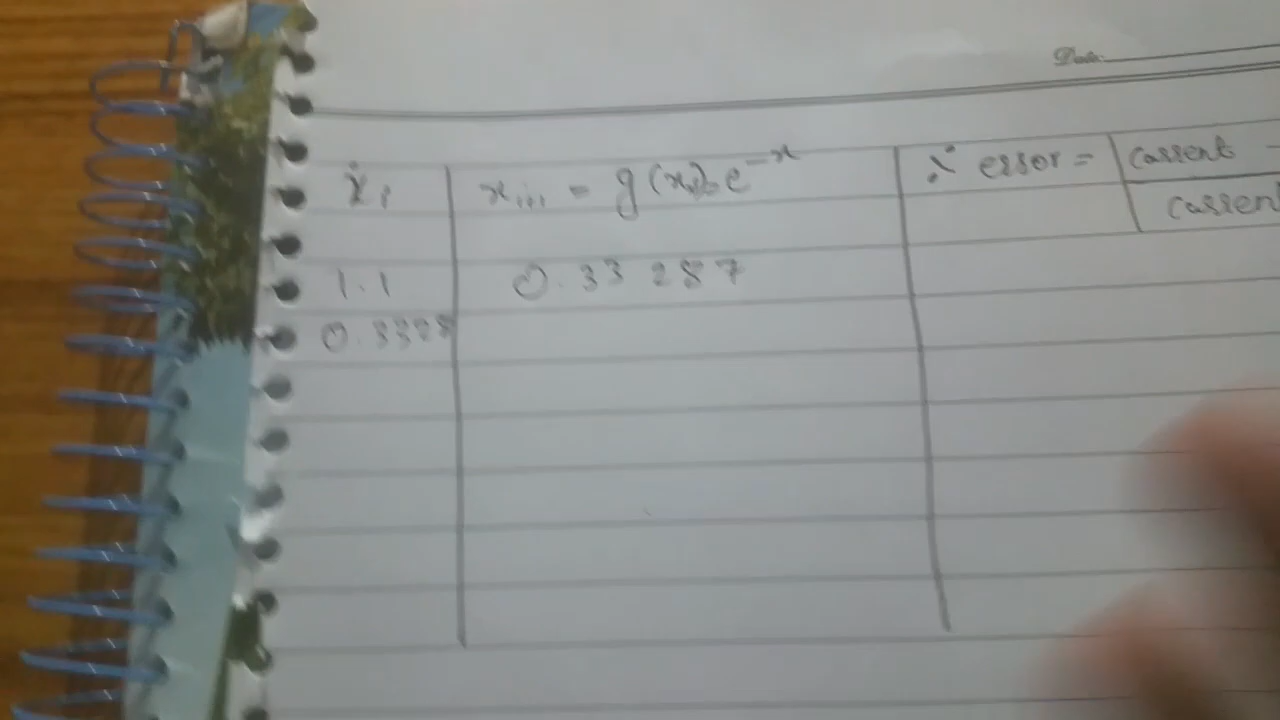 Date:
xᵢ xᵢ₊₁ = g(xᵢ) e⁻ˣ ∴ error = | current -
current
1.1 0.33287
0.3328